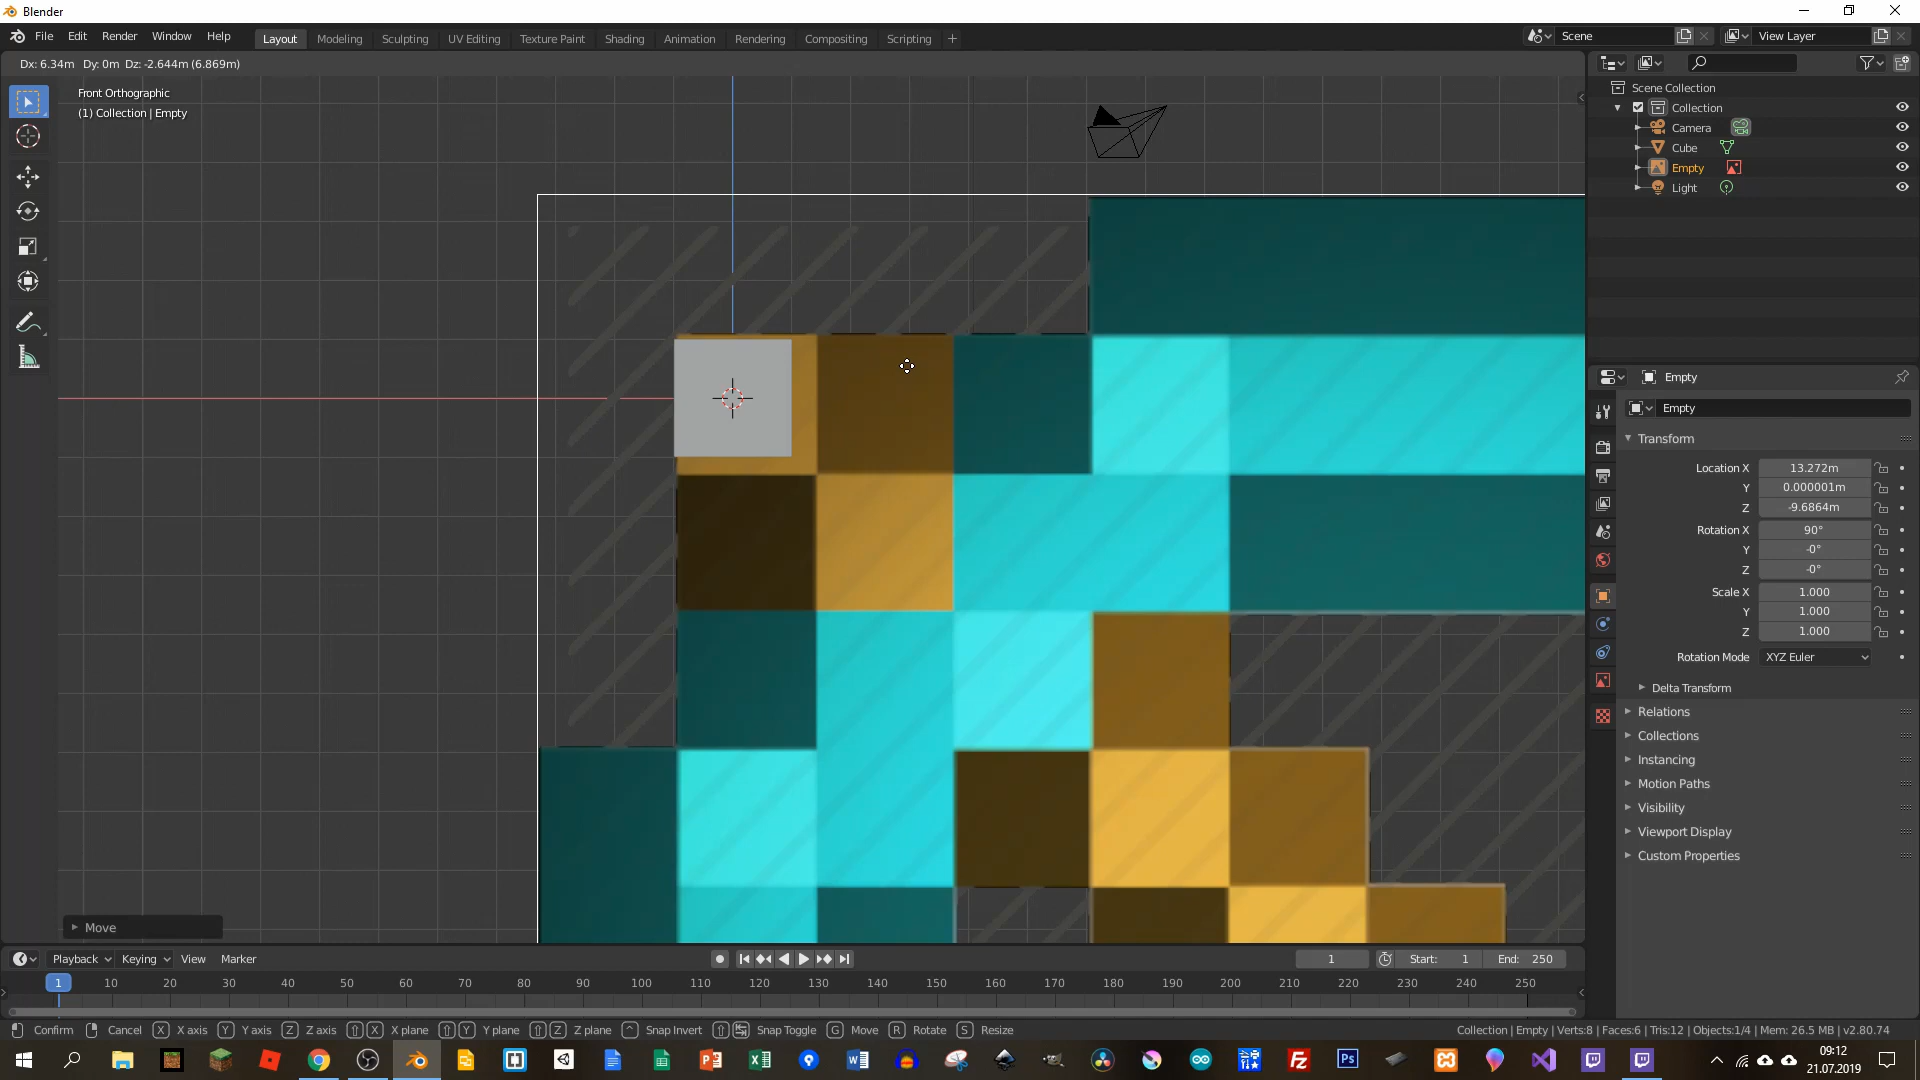 Blender
File Edit Render Window Help Layout Modeling Sculpting UV Editing Texture Paint Shading Animation Rendering Compositing Scripting + Scene View Layer
Dx: 6.34m Dy: 0m Dz: -2.644m (6.869m)
Front Orthographic
(1) Collection | Empty
Scene Collection
Collection
Camera
Cube
Empty
Light
Empty
Empty
Transform
Location X 13.272m
Y 0.000001m
Z -9.6864m
Rotation X 90°
Y -0°
Z -0°
Scale X 1.000
Y 1.000
Z 1.000
Rotation Mode XYZ Euler
Delta Transform
Relations
Collections
Instancing
Motion Paths
Visibility
Viewport Display
Custom Properties
Move
Playback Keying View Marker 1 Start: 1 End: 250
1 10 20 30 40 50 60 70 80 90 100 110 120 130 140 150 160 170 180 190 200 210 220 230 240 250
Confirm Cancel X X axis Y Y axis Z Z axis X X plane Y Y plane Z Z plane ^ Snap Invert Snap Toggle G Move R Rotate S Resize Collection | Empty | Verts:8 | Faces:6 | Tris:12 | Objects:1/4 | Mem: 26.5 MB | v2.80.74
Ps
09:12
21.07.2019